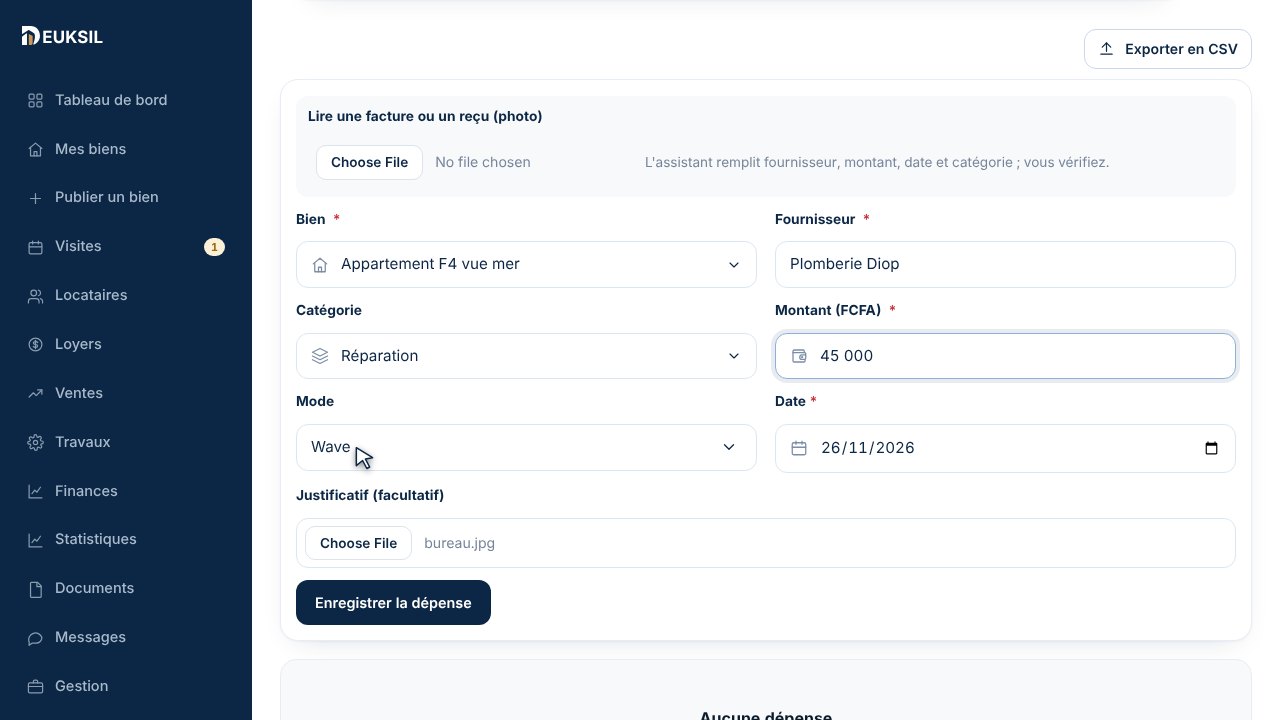 DEUKSIL
Exporter en CSV
Tableau de bord
Mes biens
Publier un bien
Visites 1
Locataires
Loyers
Ventes
Travaux
Finances
Statistiques
Documents
Messages
Gestion
Lire une facture ou un reçu (photo)
Choose File No file chosen
L'assistant remplit fournisseur, montant, date et catégorie ; vous vérifiez.
Bien *
Fournisseur *
Appartement F4 vue mer
Plomberie Diop
Catégorie
Montant (FCFA) *
Réparation
45 000
Mode
Date *
Wave
26/11/2026
Justificatif (facultatif)
Choose File bureau.jpg
Enregistrer la dépense
Aucune dépense